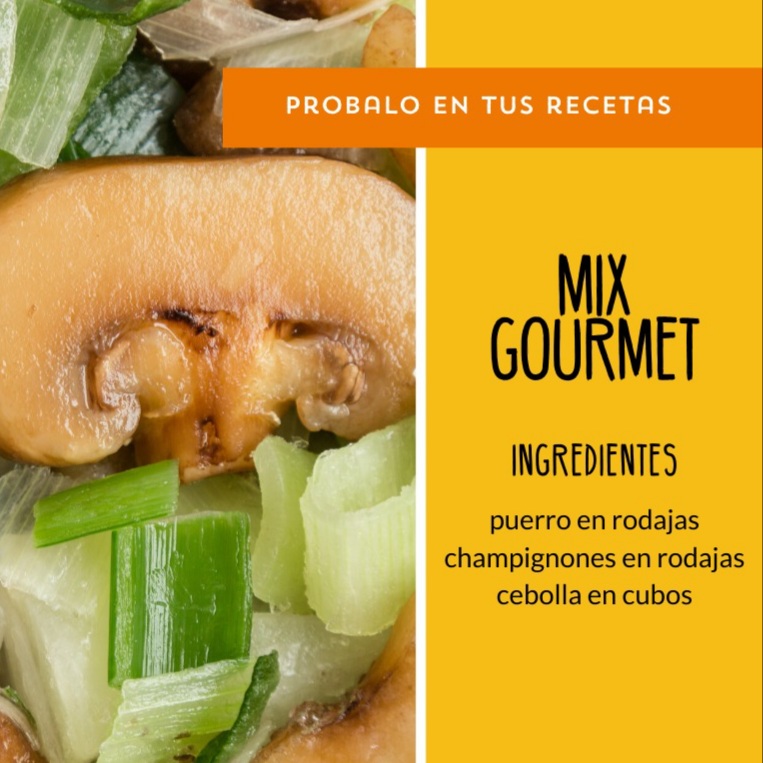 PROBALO EN TUS RECETAS
MIX
GOURMET
INGREDIENTES
puerro en rodajas
champignones en rodajas
cebolla en cubos